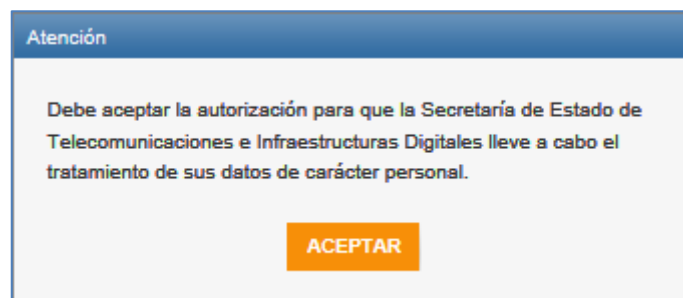 Atención
Debe aceptar la autorización para que la Secretaría de Estado de
Telecomunicaciones e Infraestructuras Digitales lleve a cabo el
tratamiento de sus datos de carácter personal.
ACEPTAR